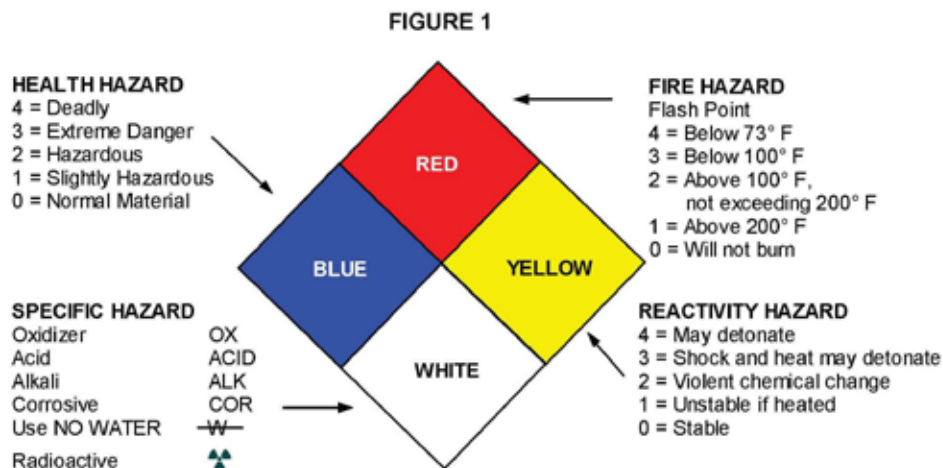 FIGURE 1
HEALTH HAZARD
4 = Deadly
3 = Extreme Danger
2 = Hazardous
1 = Slightly Hazardous
0 = Normal Material
FIRE HAZARD
Flash Point
4 = Below 73° F
3 = Below 100° F
2 = Above 100° F,
not exceeding 200° F
1 = Above 200° F
0 = Will not burn
RED
BLUE
YELLOW
WHITE
SPECIFIC HAZARD
Oxidizer OX
Acid ACID
Alkali ALK
Corrosive COR
Use NO WATER W
Radioactive
REACTIVITY HAZARD
4 = May detonate
3 = Shock and heat may detonate
2 = Violent chemical change
1 = Unstable if heated
0 = Stable